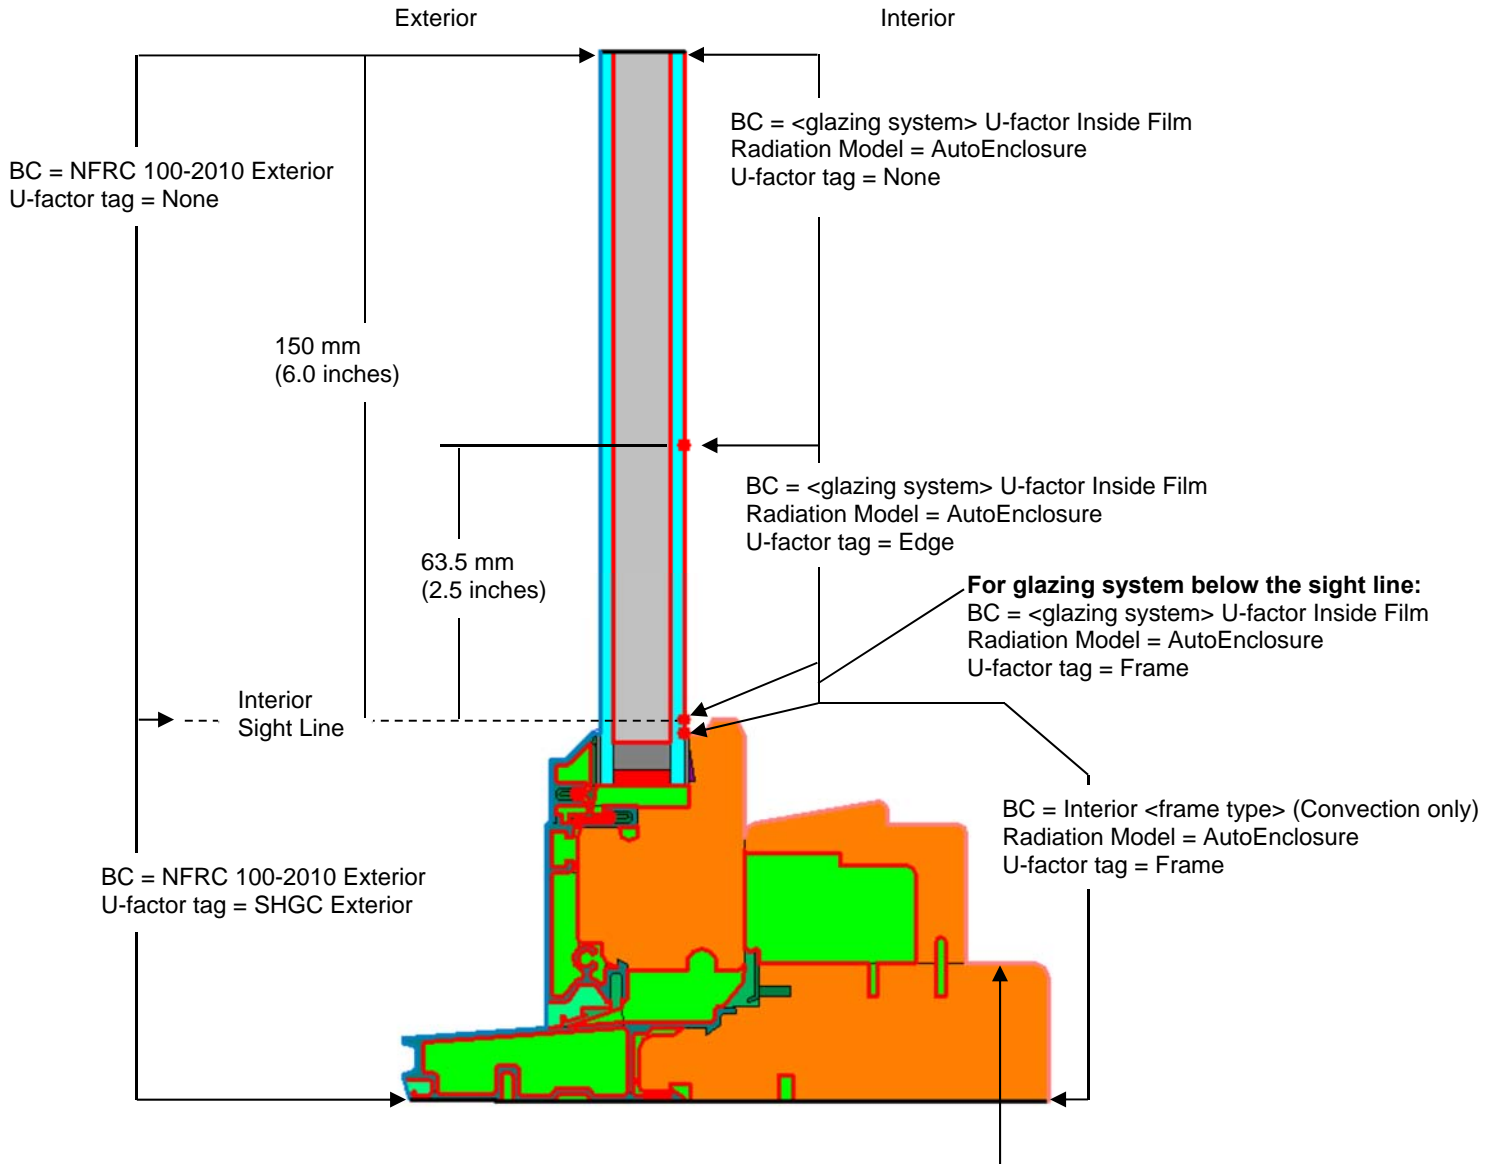 Exterior
Interior
BC = <glazing system> U-factor Inside Film
Radiation Model = AutoEnclosure
U-factor tag = None
BC = NFRC 100-2010 Exterior
U-factor tag = None
150 mm
(6.0 inches)
BC = <glazing system> U-factor Inside Film
Radiation Model = AutoEnclosure
U-factor tag = Edge
63.5 mm
(2.5 inches)
For glazing system below the sight line:
BC = <glazing system> U-factor Inside Film
Radiation Model = AutoEnclosure
U-factor tag = Frame
Interior
Sight Line
BC = Interior <frame type> (Convection only)
Radiation Model = AutoEnclosure
U-factor tag = Frame
BC = NFRC 100-2010 Exterior
U-factor tag = SHGC Exterior